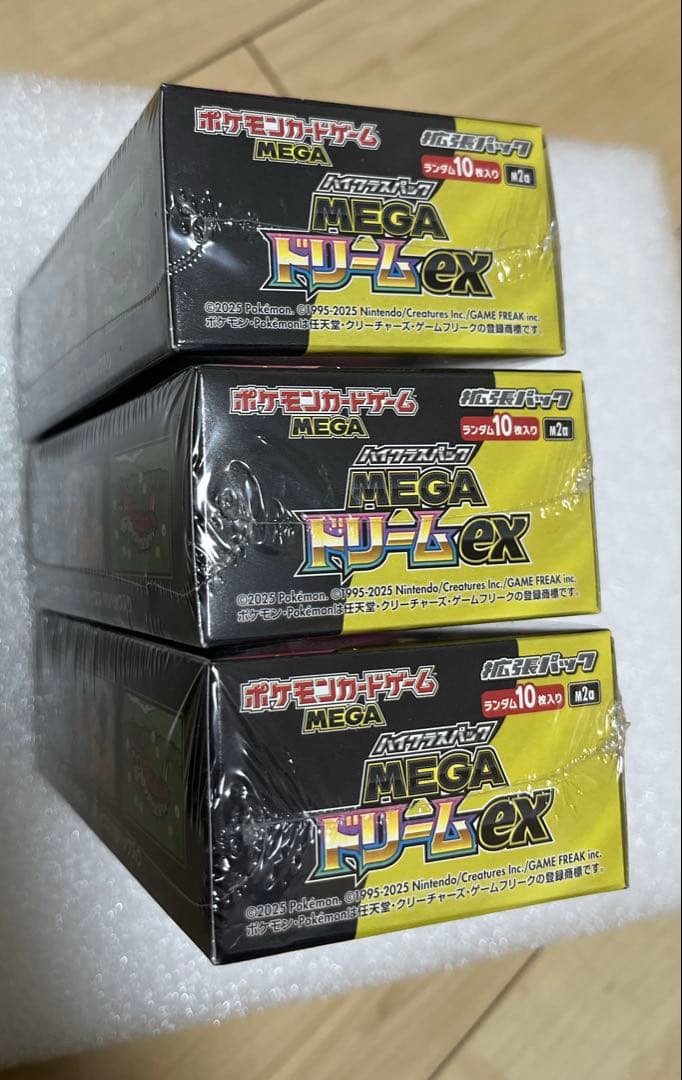 ポケモンカードゲーム
MEGA
拡張パック
ランダム10枚入り M2a
ハイクラスパック
MEGA
ドリームex
©2025 Pokémon. ©1995-2025 Nintendo/Creatures Inc./GAME FREAK inc.
ポケモン・Pokémonは任天堂・クリーチャーズ・ゲームフリークの登録商標です。
ポケモンカードゲーム
MEGA
拡張パック
ランダム10枚入り M2a
ハイクラスパック
MEGA
ドリームex
©2025 Pokémon. ©1995-2025 Nintendo/Creatures Inc./GAME FREAK inc.
ポケモン・Pokémonは任天堂・クリーチャーズ・ゲームフリークの登録商標です。
ポケモンカードゲーム
MEGA
拡張パック
ランダム10枚入り M2a
ハイクラスパック
MEGA
ドリームex
©2025 Pokémon. ©1995-2025 Nintendo/Creatures Inc./GAME FREAK inc.
ポケモン・Pokémonは任天堂・クリーチャーズ・ゲームフリークの登録商標です。